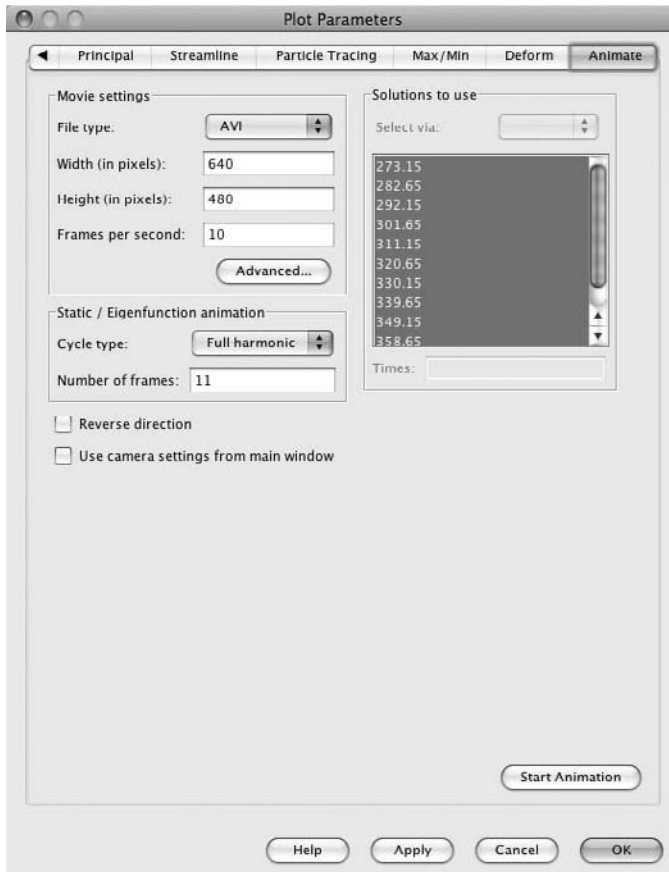 Plot Parameters
Principal Streamline Particle Tracing Max/Min Deform Animate
Movie settings
File type: AVI
Width (in pixels): 640
Height (in pixels): 480
Frames per second: 10
Advanced...
Static / Eigenfunction animation
Cycle type: Full harmonic
Number of frames: 11
Reverse direction
Use camera settings from main window
Solutions to use
Select via:
273.15
282.65
292.15
301.65
311.15
320.65
330.15
339.65
349.15
358.65
Times:
Start Animation
Help Apply Cancel OK